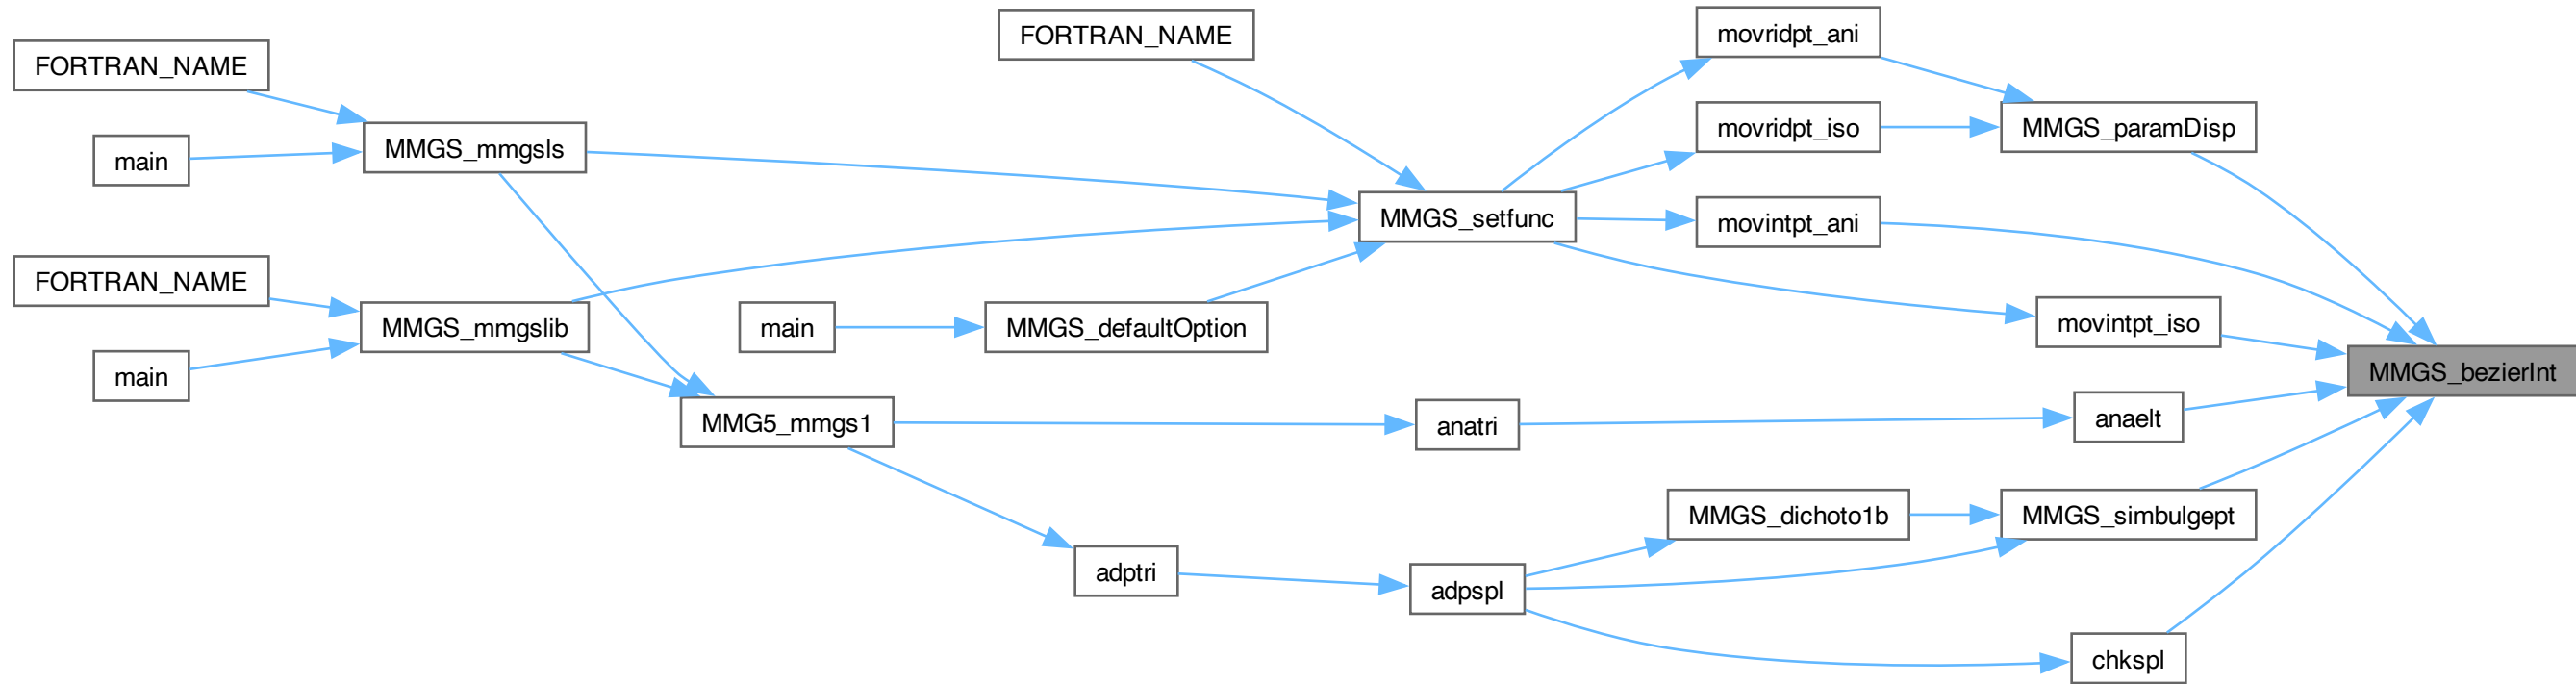 FORTRAN_NAME
main
MMGS_mmgsls
FORTRAN_NAME
main
MMGS_mmgslib
FORTRAN_NAME
MMGS_setfunc
main
MMGS_defaultOption
MMG5_mmgs1
anatri
adptri
adpspl
movridpt_ani
movridpt_iso
movintpt_ani
MMGS_paramDisp
movintpt_iso
anaelt
MMGS_dichoto1b
MMGS_simbulgept
chkspl
MMGS_bezierInt